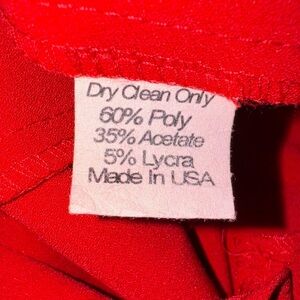 Dry Clean Only
60% Poly
35% Acetate
5% Lycra
Made In USA